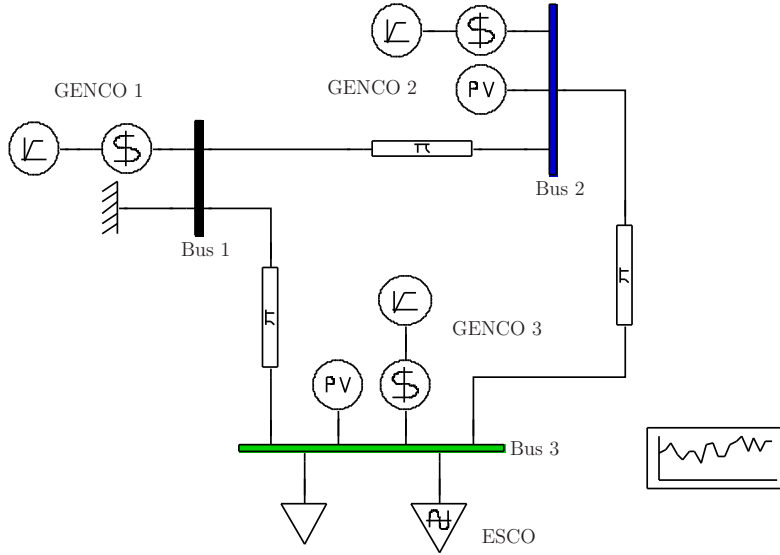 GENCO 1
GENCO 2
$
PV
$
π
Bus 2
Bus 1
π
π
GENCO 3
PV
$
Bus 3
ESCO